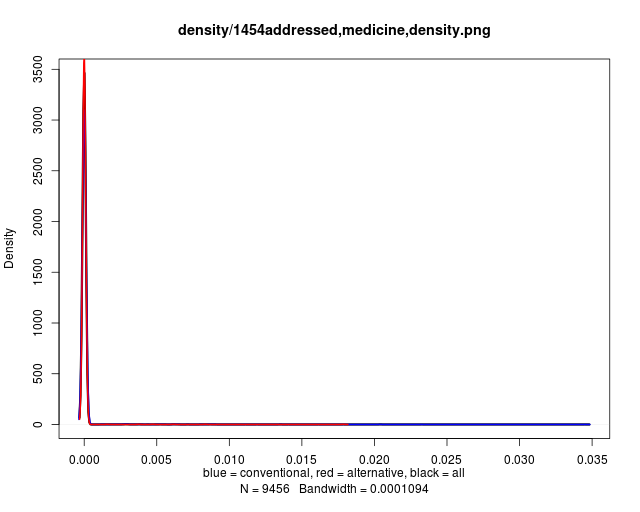 density/1454addressed,medicine,density.png
Density
3500
3000
2500
2000
1500
1000
500
0
0.000 0.005 0.010 0.015 0.020 0.025 0.030 0.035
blue = conventional, red = alternative, black = all
N = 9456 Bandwidth = 0.0001094